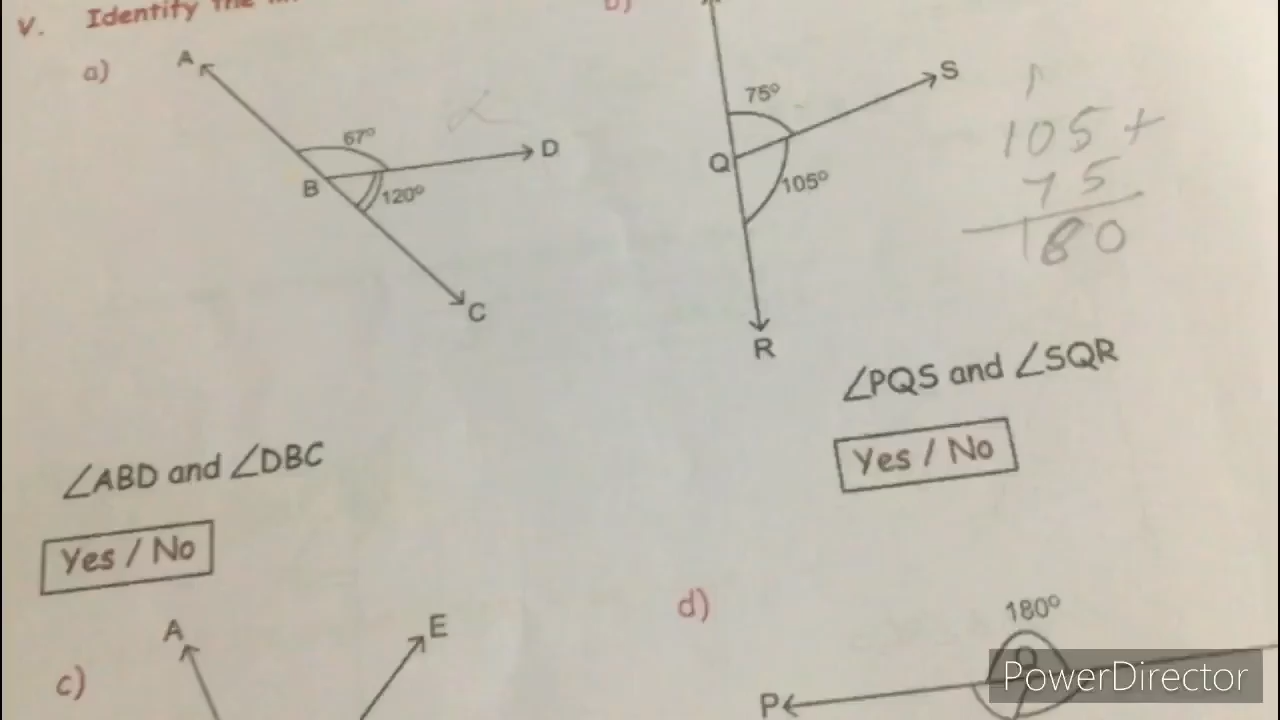 V. Identify the
a)
A
67°
B
D
120°
C
∠ABD and ∠DBC
Yes / No
b)
75°
S
Q
105°
R
105+
75
180
∠PQS and ∠SQR
Yes / No
c)
A
E
d)
180°
P
PowerDirector